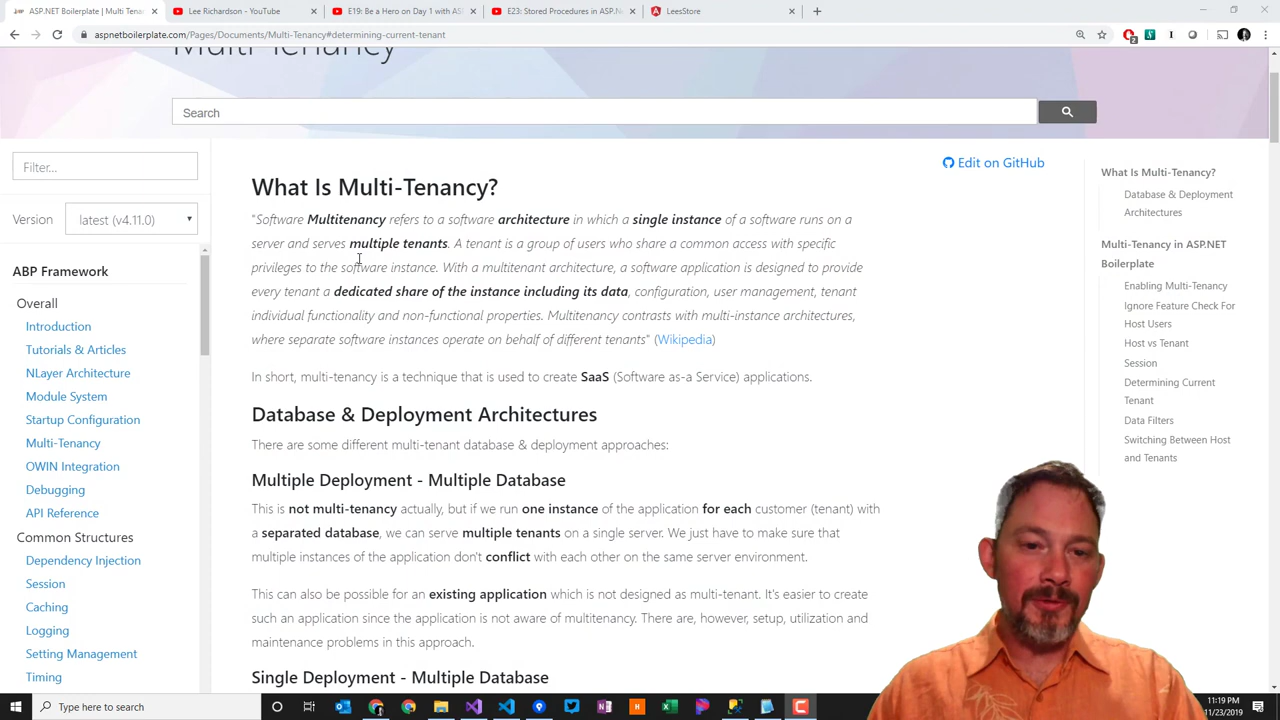 ASP.NET Boilerplate | Multi Tenan
Lee Richardson - YouTube
E19: Be a Hero on Day 1 with AS
E23: Stored Procedures in ASP.NE
LeesStore
aspnetboilerplate.com/Pages/Documents/Multi-Tenancy#determining-current-tenant
2
Multi-Tenancy
Search
Filter...
Version
latest (v4.11.0)
ABP Framework
Overall
Introduction
Tutorials & Articles
NLayer Architecture
Module System
Startup Configuration
Multi-Tenancy
OWIN Integration
Debugging
API Reference
Common Structures
Dependency Injection
Session
Caching
Logging
Setting Management
Timing
Edit on GitHub
What Is Multi-Tenancy?
"Software Multitenancy refers to a software architecture in which a single instance of a software runs on a
server and serves multiple tenants. A tenant is a group of users who share a common access with specific
privileges to the software instance. With a multitenant architecture, a software application is designed to provide
every tenant a dedicated share of the instance including its data, configuration, user management, tenant
individual functionality and non-functional properties. Multitenancy contrasts with multi-instance architectures,
where separate software instances operate on behalf of different tenants" (Wikipedia)
In short, multi-tenancy is a technique that is used to create SaaS (Software as-a Service) applications.
Database & Deployment Architectures
There are some different multi-tenant database & deployment approaches:
Multiple Deployment - Multiple Database
This is not multi-tenancy actually, but if we run one instance of the application for each customer (tenant) with
a separated database, we can serve multiple tenants on a single server. We just have to make sure that
multiple instances of the application don't conflict with each other on the same server environment.
This can also be possible for an existing application which is not designed as multi-tenant. It's easier to create
such an application since the application is not aware of multitenancy. There are, however, setup, utilization and
maintenance problems in this approach.
Single Deployment - Multiple Database
What Is Multi-Tenancy?
Database & Deployment
Architectures
Multi-Tenancy in ASP.NET
Boilerplate
Enabling Multi-Tenancy
Ignore Feature Check For
Host Users
Host vs Tenant
Session
Determining Current
Tenant
Data Filters
Switching Between Host
and Tenants
Type here to search
11:19 PM
11/23/2019